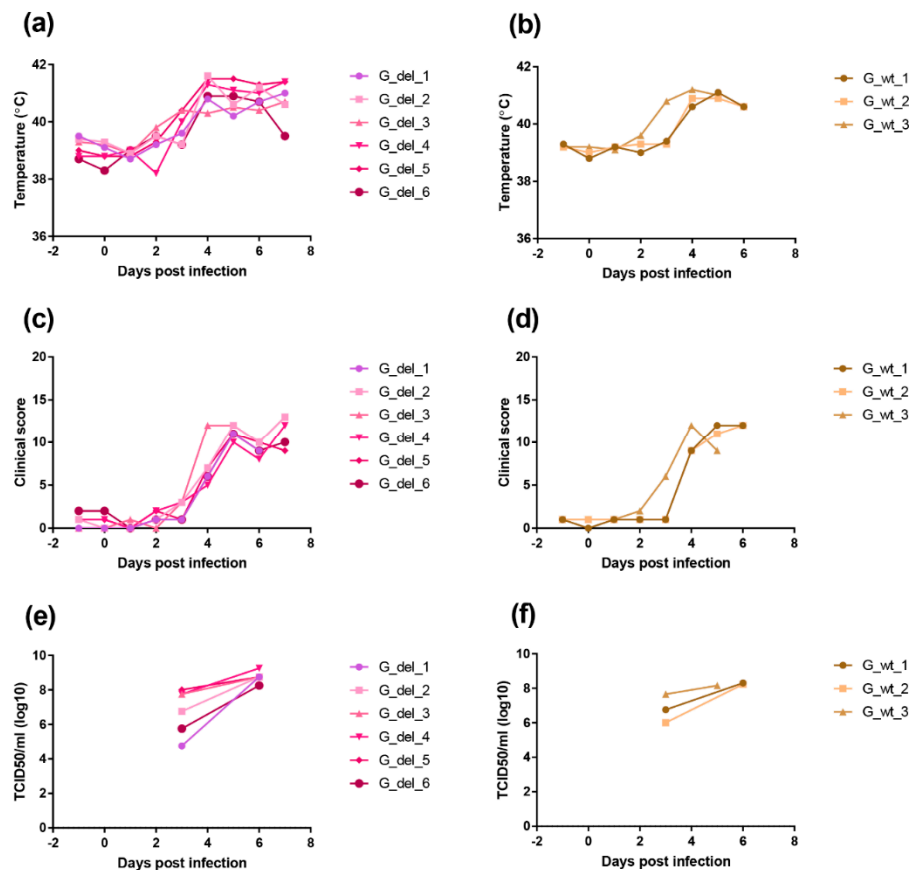 (a)
42
40
38
36
Temperature (°C)
-2 0 2 4 6 8
Days post infection
G_del_1
G_del_2
G_del_3
G_del_4
G_del_5
G_del_6
(b)
42
40
38
36
Temperature (°C)
-2 0 2 4 6 8
Days post infection
G_wt_1
G_wt_2
G_wt_3
(c)
20
15
10
5
0
Clinical score
-2 0 2 4 6 8
Days post infection
G_del_1
G_del_2
G_del_3
G_del_4
G_del_5
G_del_6
(d)
20
15
10
5
0
Clinical score
-2 0 2 4 6 8
Days post infection
G_wt_1
G_wt_2
G_wt_3
(e)
10
8
6
4
2
0
TCID50/ml (log10)
-2 0 2 4 6 8
Days post infection
G_del_1
G_del_2
G_del_3
G_del_4
G_del_5
G_del_6
(f)
10
8
6
4
2
0
TCID50/ml (log10)
-2 0 2 4 6 8
Days post infection
G_wt_1
G_wt_2
G_wt_3